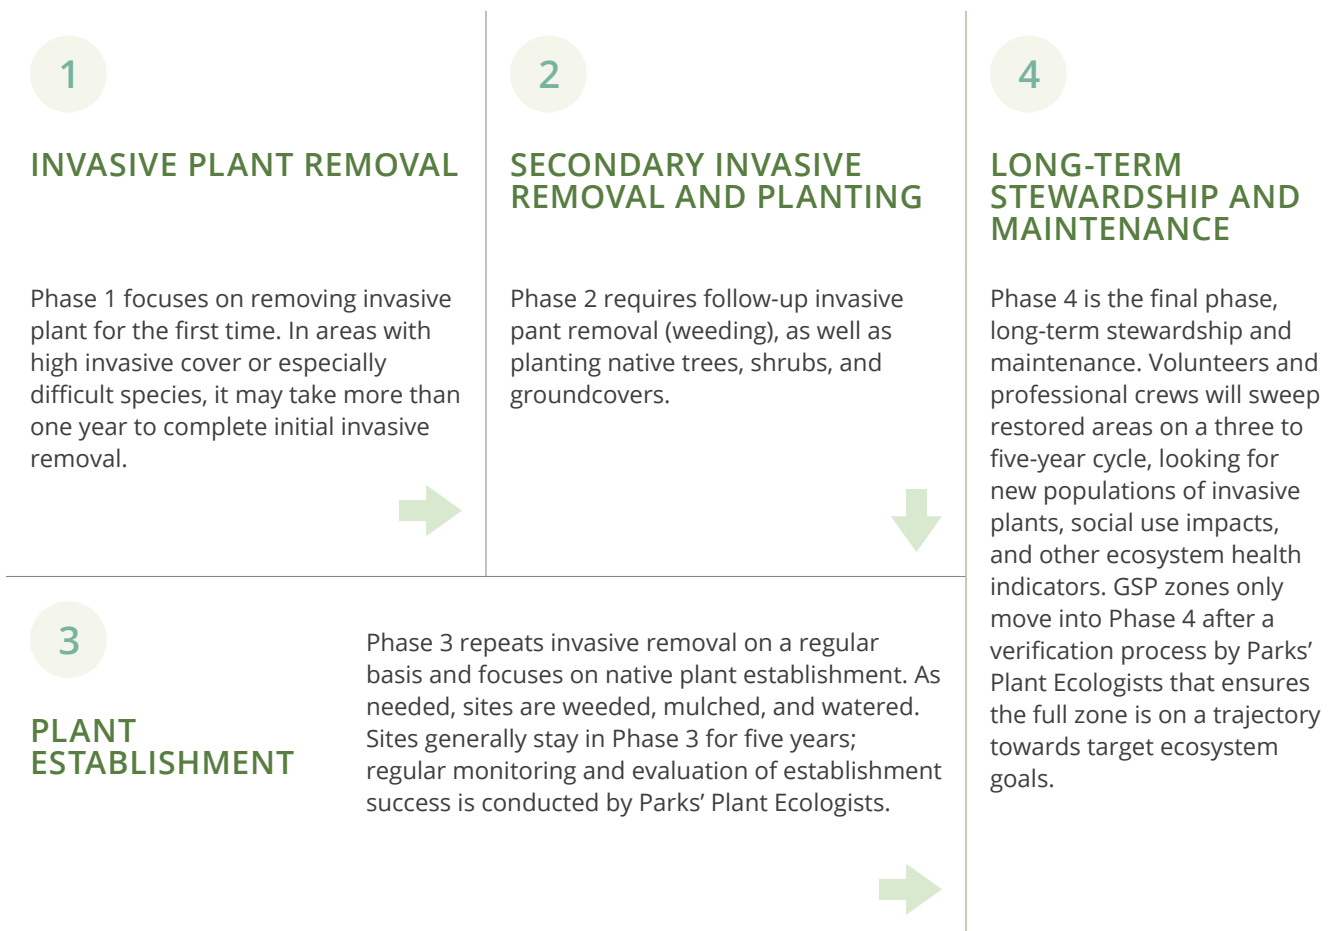 1
INVASIVE PLANT REMOVAL
Phase 1 focuses on removing invasive
plant for the first time. In areas with
high invasive cover or especially
difficult species, it may take more than
one year to complete initial invasive
removal.
2
SECONDARY INVASIVE
REMOVAL AND PLANTING
Phase 2 requires follow-up invasive
pant removal (weeding), as well as
planting native trees, shrubs, and
groundcovers.
3
PLANT
ESTABLISHMENT
Phase 3 repeats invasive removal on a regular
basis and focuses on native plant establishment. As
needed, sites are weeded, mulched, and watered.
Sites generally stay in Phase 3 for five years;
regular monitoring and evaluation of establishment
success is conducted by Parks’ Plant Ecologists.
4
LONG-TERM
STEWARDSHIP AND
MAINTENANCE
Phase 4 is the final phase,
long-term stewardship and
maintenance. Volunteers and
professional crews will sweep
restored areas on a three to
five-year cycle, looking for
new populations of invasive
plants, social use impacts,
and other ecosystem health
indicators. GSP zones only
move into Phase 4 after a
verification process by Parks’
Plant Ecologists that ensures
the full zone is on a trajectory
towards target ecosystem
goals.